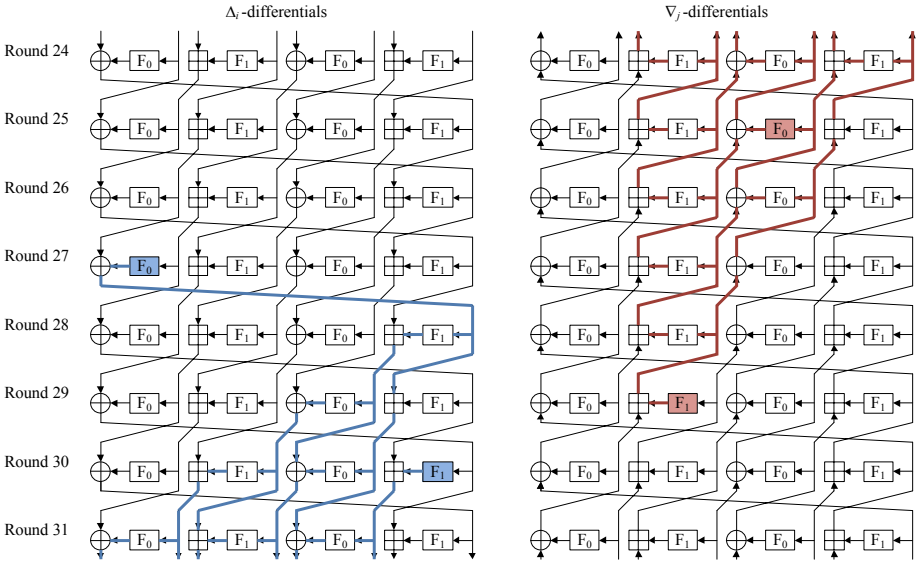 Δᵢ-differentials ∇ⱼ-differentials
Round 24 F₀ F₁ F₀ F₁ F₀ F₁ F₀ F₁
Round 25 F₀ F₁ F₀ F₁ F₀ F₁ F₀ F₁
Round 26 F₀ F₁ F₀ F₁ F₀ F₁ F₀ F₁
Round 27 F₀ F₁ F₀ F₁ F₀ F₁ F₀ F₁
Round 28 F₀ F₁ F₀ F₁ F₀ F₁ F₀ F₁
Round 29 F₀ F₁ F₀ F₁ F₀ F₁ F₀ F₁
Round 30 F₀ F₁ F₀ F₁ F₀ F₁ F₀ F₁
Round 31 F₀ F₁ F₀ F₁ F₀ F₁ F₀ F₁